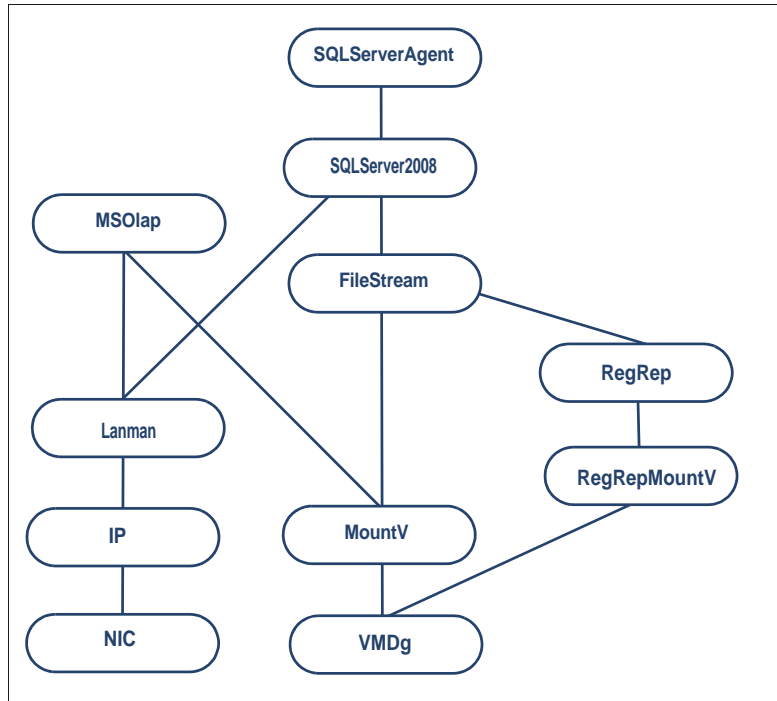 SQLServerAgent
SQLServer2008
MSOlap
FileStream
RegRep
Lanman
RegRepMountV
IP
MountV
NIC
VMDg